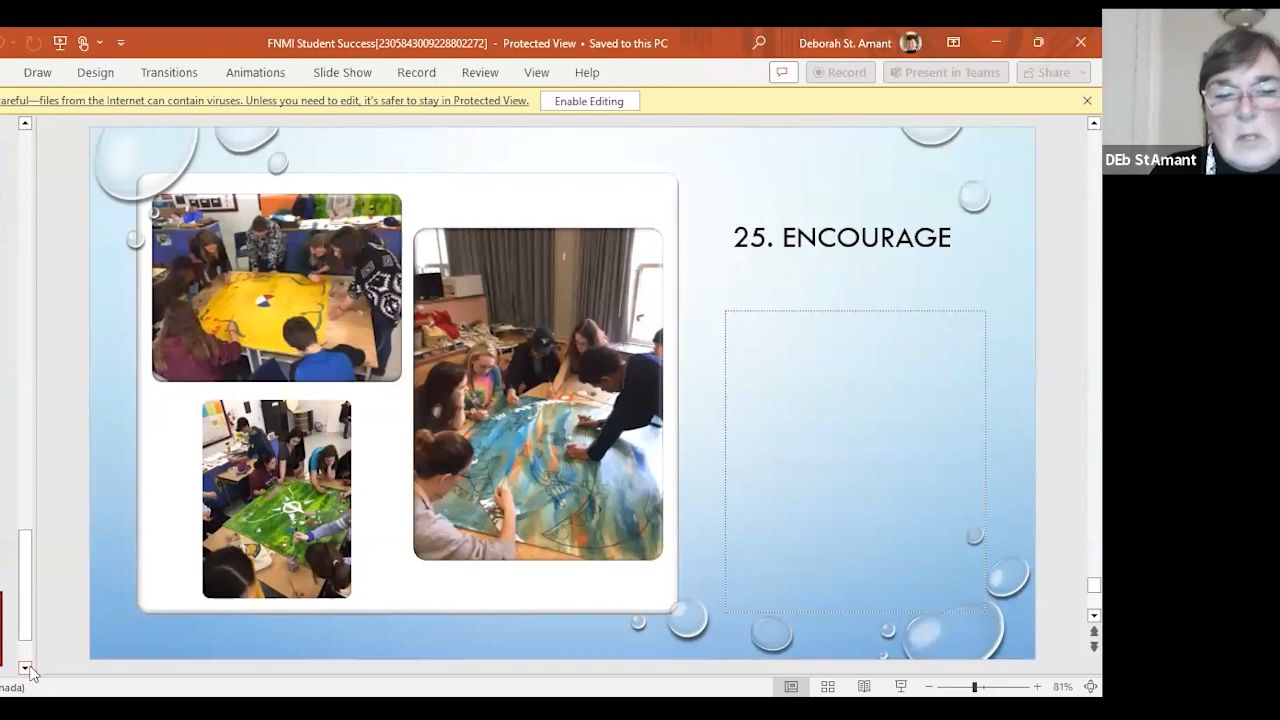 FNMI Student Success[2305843009228802272] - Protected View • Saved to this PC
Deborah St. Amant
Draw Design Transitions Animations Slide Show Record Review View Help
Record Present in Teams Share
areful—files from the Internet can contain viruses. Unless you need to edit, it's safer to stay in Protected View. Enable Editing
DEb StAmant
25. ENCOURAGE
nada)
81%